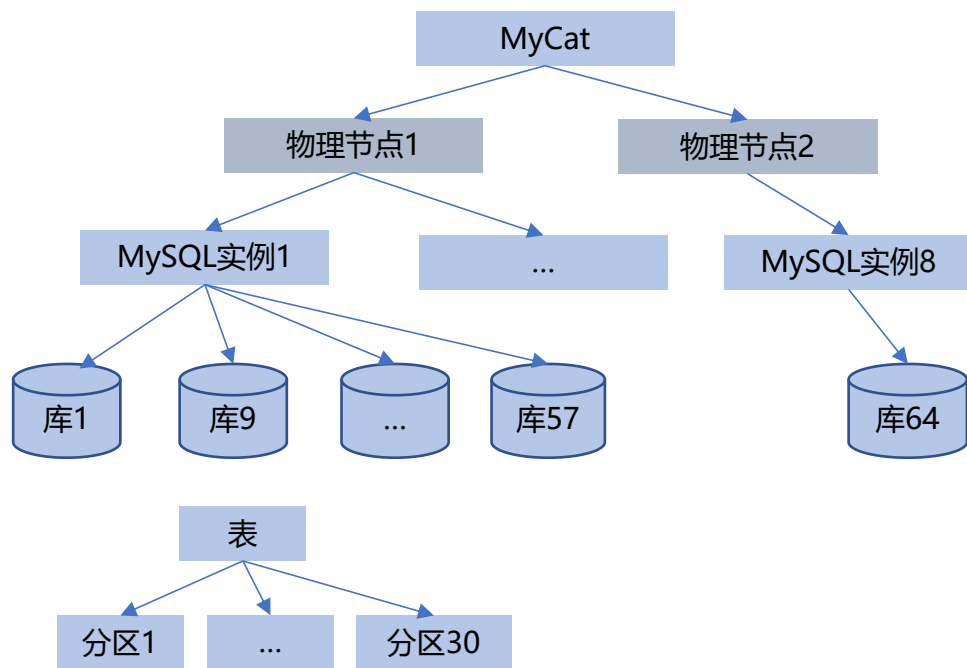 MyCat
物理节点1
物理节点2
MySQL实例1
...
MySQL实例8
库1
库9
...
库57
库64
表
分区1
...
分区30